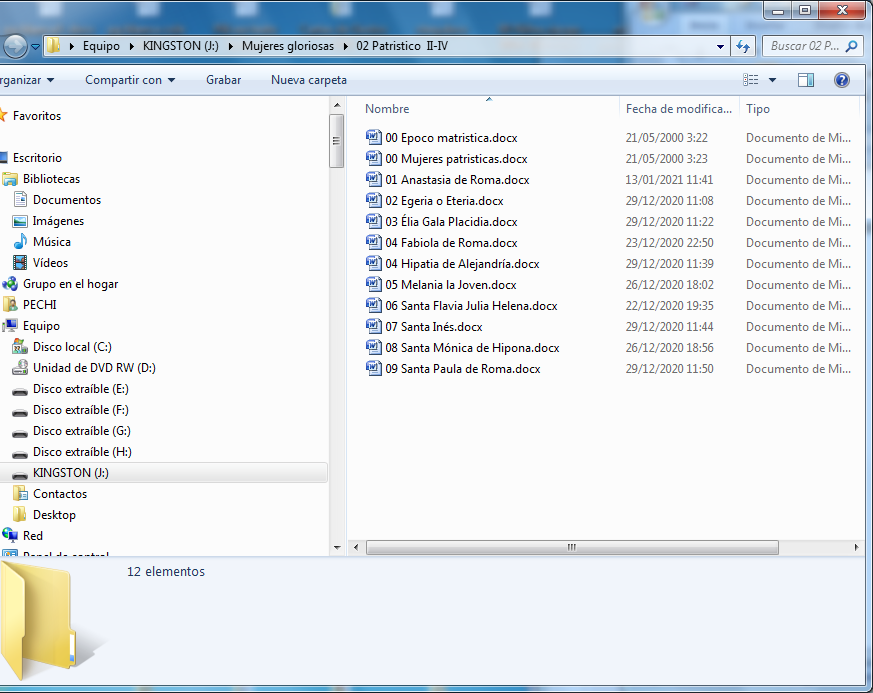 Equipo KINGSTON (J:) Mujeres gloriosas 02 Patristico II-IV
Buscar 02 P...
rganizar Compartir con Grabar Nueva carpeta
Favoritos
Escritorio
Bibliotecas
Documentos
Imágenes
Música
Vídeos
Grupo en el hogar
PECHI
Equipo
Disco local (C:)
Unidad de DVD RW (D:)
Disco extraíble (E:)
Disco extraíble (F:)
Disco extraíble (G:)
Disco extraíble (H:)
KINGSTON (J:)
Contactos
Desktop
Red
Panel de control
Nombre Fecha de modifica... Tipo
00 Epoco matristica.docx 21/05/2000 3:22 Documento de Mi...
00 Mujeres patristicas.docx 21/05/2000 3:23 Documento de Mi...
01 Anastasia de Roma.docx 13/01/2021 11:41 Documento de Mi...
02 Egeria o Eteria.docx 29/12/2020 11:08 Documento de Mi...
03 Élia Gala Placidia.docx 29/12/2020 11:22 Documento de Mi...
04 Fabiola de Roma.docx 23/12/2020 22:50 Documento de Mi...
04 Hipatia de Alejandría.docx 29/12/2020 11:39 Documento de Mi...
05 Melania la Joven.docx 26/12/2020 18:02 Documento de Mi...
06 Santa Flavia Julia Helena.docx 22/12/2020 19:35 Documento de Mi...
07 Santa Inés.docx 29/12/2020 11:44 Documento de Mi...
08 Santa Mónica de Hipona.docx 26/12/2020 18:56 Documento de Mi...
09 Santa Paula de Roma.docx 29/12/2020 11:50 Documento de Mi...
12 elementos